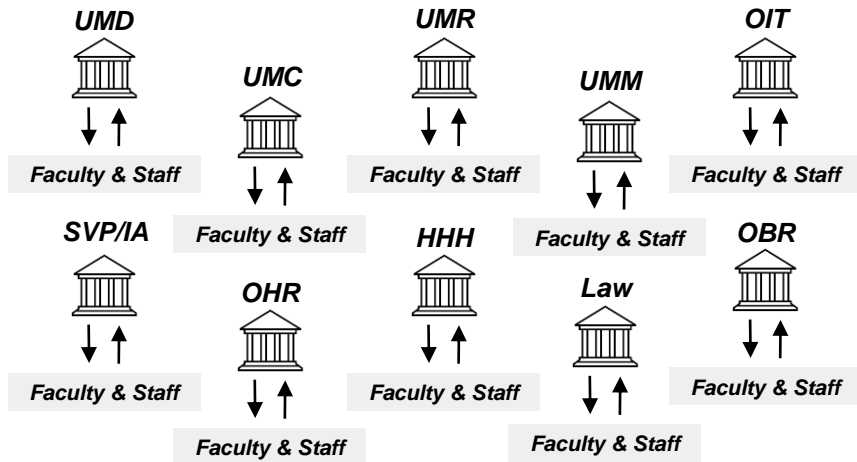 UMD
UMR
OIT
UMC
UMM
Faculty & Staff
Faculty & Staff
Faculty & Staff
Faculty & Staff
Faculty & Staff
SVP/IA
HHH
OBR
OHR
Law
Faculty & Staff
Faculty & Staff
Faculty & Staff
Faculty & Staff
Faculty & Staff